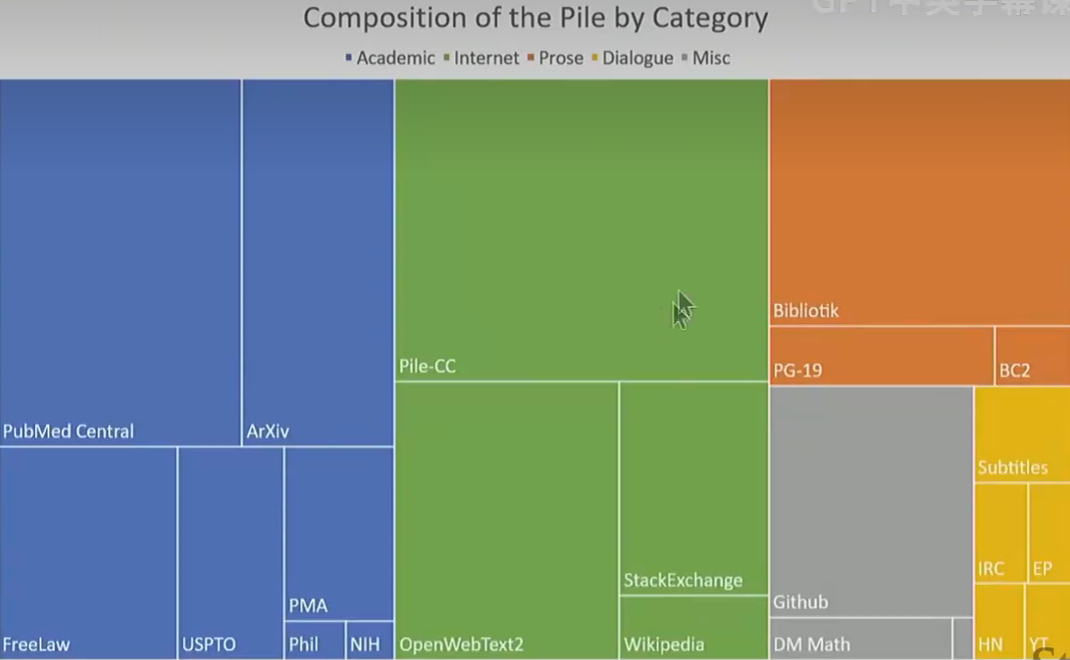 Composition of the Pile by Category
Academic Internet Prose Dialogue Misc
PubMed Central
ArXiv
Pile-CC
Bibliotik
PG-19
BC2
FreeLaw
USPTO
PMA
Phil
NIH
OpenWebText2
StackExchange
Wikipedia
Github
DM Math
Subtitles
IRC
EP
HN
YT